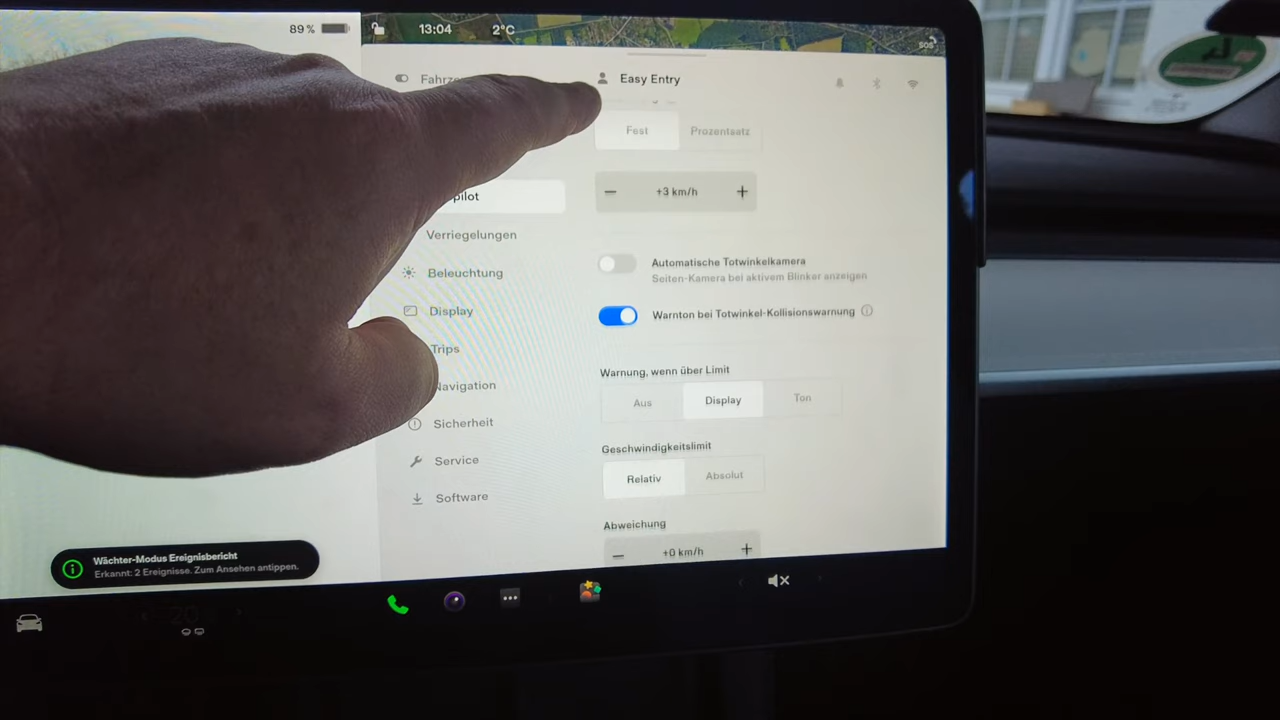 89 %
13:04
2°C
SOS
Fahrze
Easy Entry
Fest
Prozentsatz
pilot
+3 km/h
Verriegelungen
Automatische Totwinkelkamera
Seiten-Kamera bei aktivem Blinker anzeigen
Beleuchtung
Warnton bei Totwinkel-Kollisionswarnung
Display
Trips
Warnung, wenn über Limit
Navigation
Aus
Display
Ton
Sicherheit
Geschwindigkeitslimit
Service
Relativ
Absolut
Software
Abweichung
+0 km/h
Wächter-Modus Ereignisbericht
Erkannt: 2 Ereignisse. Zum Ansehen antippen.
20